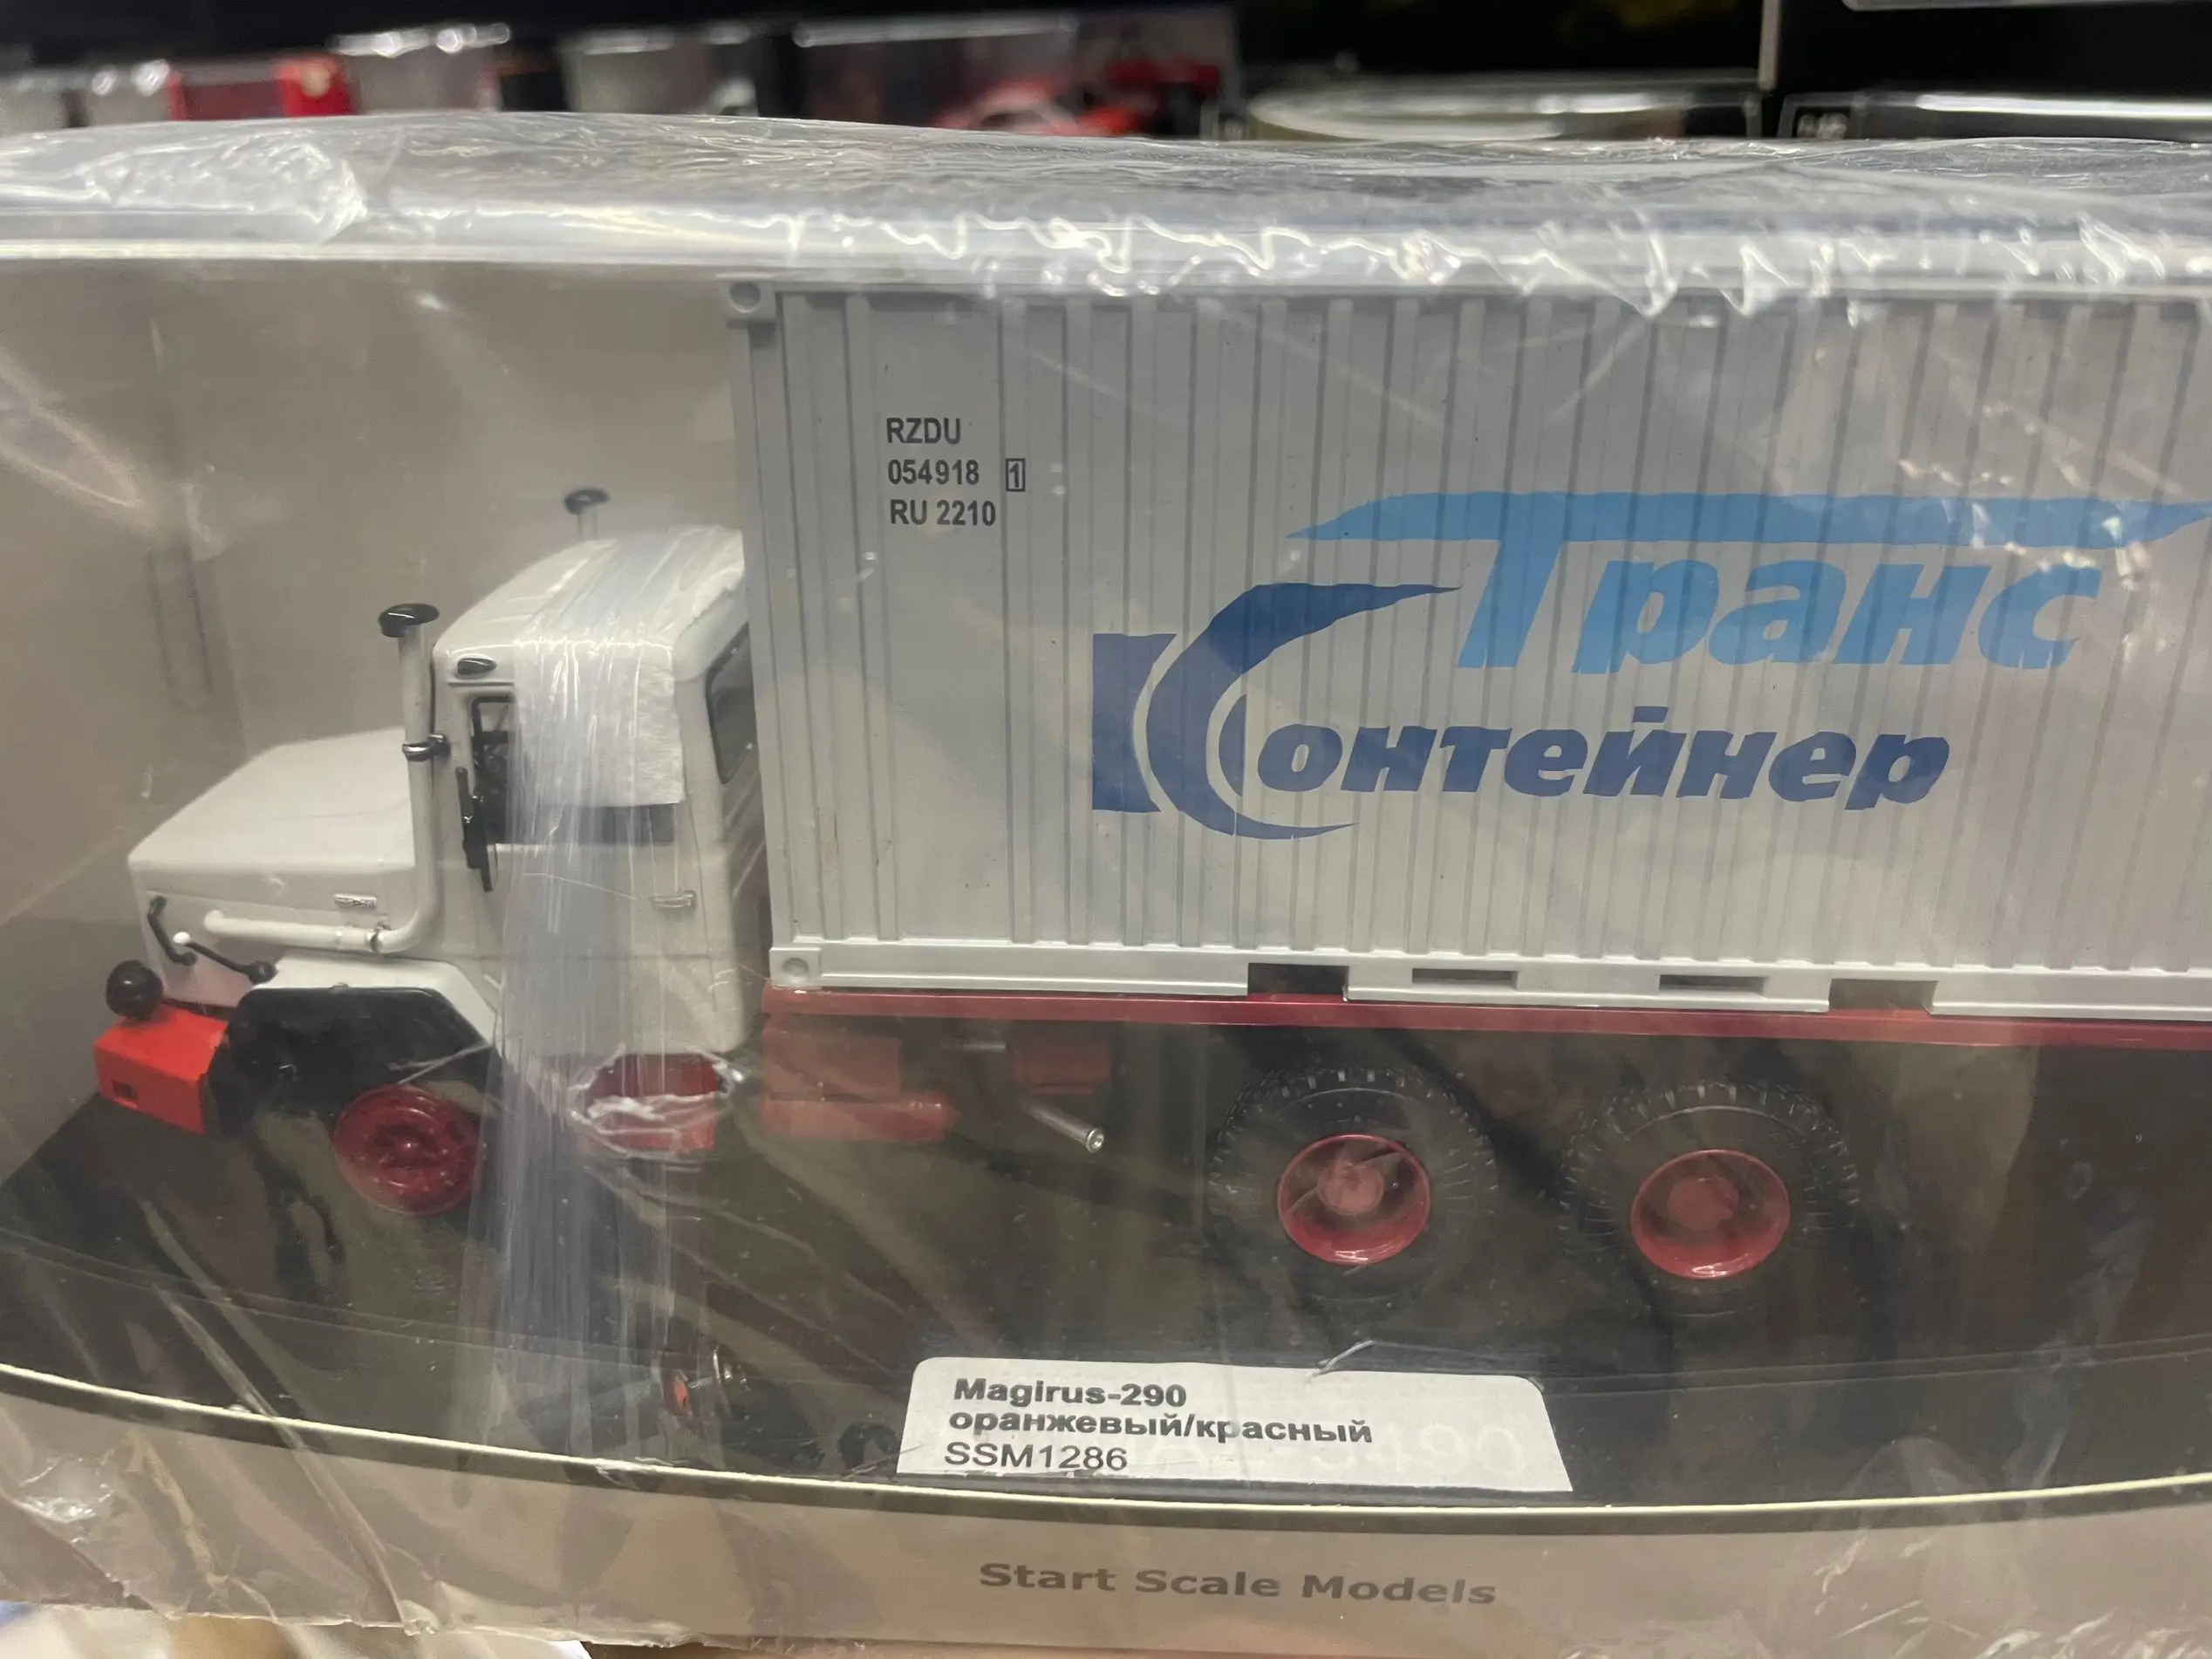 RZDU
054918 1
RU 2210
Транс
Контейнер
Magirus-290
оранжевый/красный
SSM1286
Start Scale Models